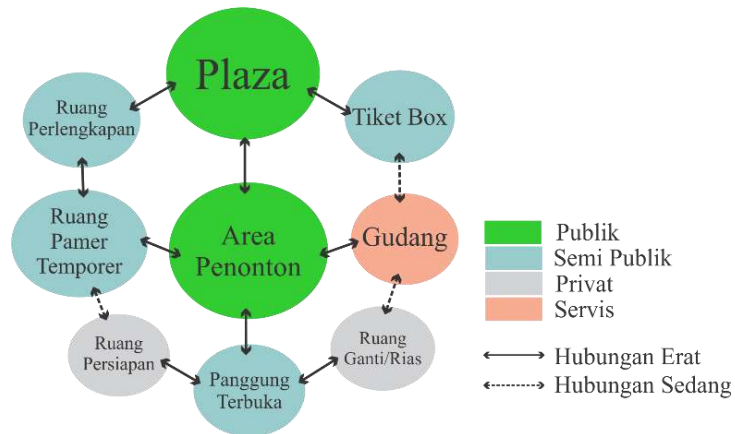 Plaza
Ruang
Perlengkapan
Tiket Box
Ruang
Pamer
Temporer
Area
Penonton
Gudang
Ruang
Persiapan
Panggung
Terbuka
Ruang
Ganti/Rias
Publik
Semi Publik
Privat
Servis
Hubungan Erat
Hubungan Sedang